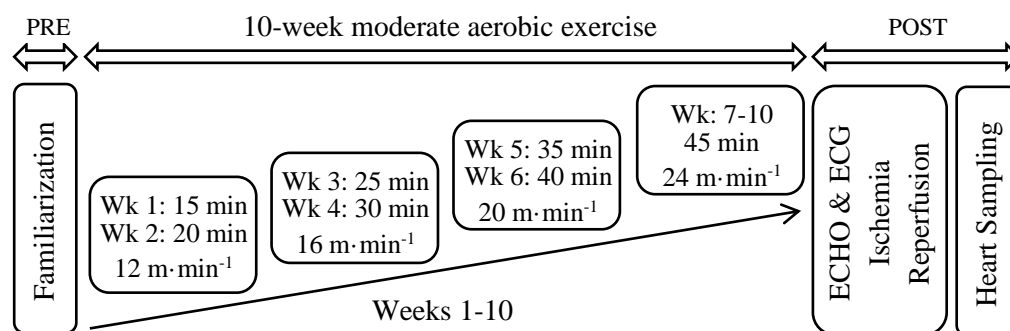 PRE
10-week moderate aerobic exercise
POST
Familiarization
Wk 1: 15 min
Wk 2: 20 min
12 m·min-1
Wk 3: 25 min
Wk 4: 30 min
16 m·min-1
Wk 5: 35 min
Wk 6: 40 min
20 m·min-1
Wk: 7-10
45 min
24 m·min-1
Weeks 1-10
ECHO & ECG
Ischemia
Reperfusion
Heart Sampling